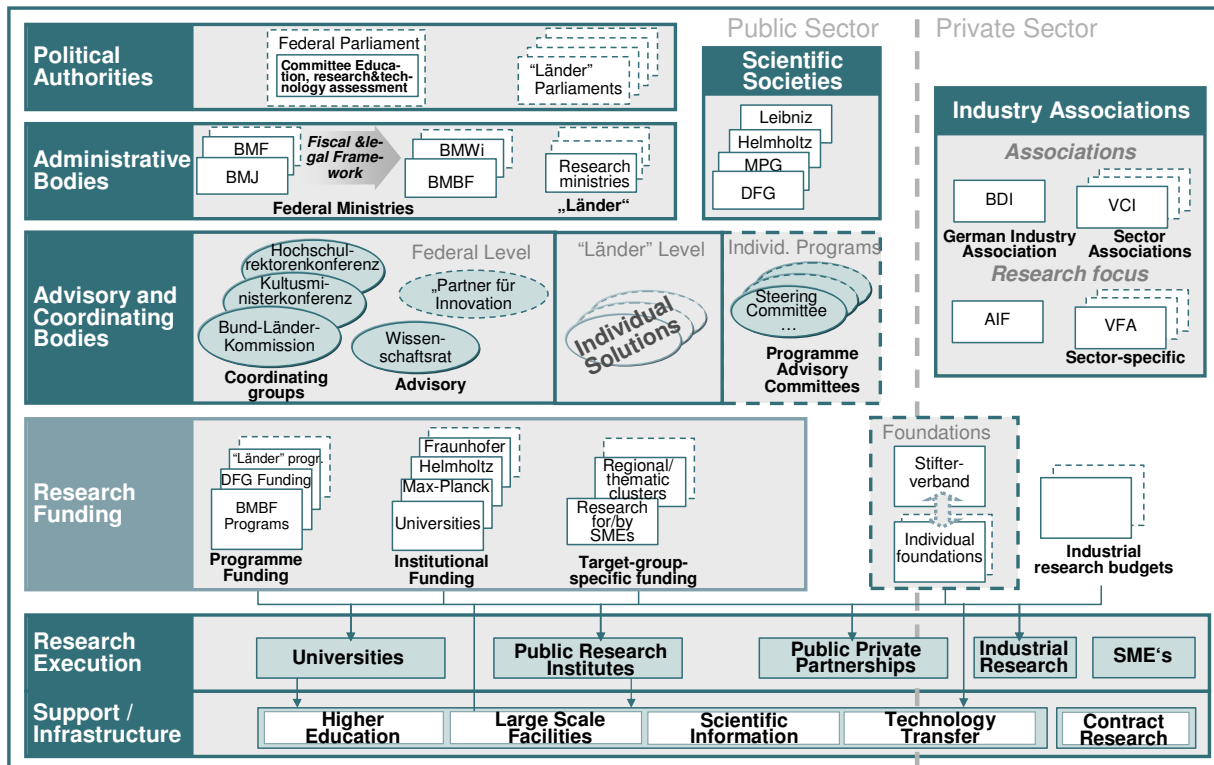 Public Sector
Private Sector
Political
Authorities
Federal Parliament
Committee Educa-
tion, research&tech-
nology assessment
“Länder”
Parliaments
Scientific
Societies
Leibniz
Helmholtz
MPG
DFG
Industry Associations
Associations
BDI
German Industry
Association
VCI
Sector
Associations
Research focus
AIF
VFA
Sector-specific
Administrative
Bodies
BMF
BMJ
Fiscal &le-
gal Frame-
work
BMWi
BMBF
Federal Ministries
Research
ministries
„Länder“
Advisory and
Coordinating
Bodies
Hochschul-
rektorenkonferenz
Kultusmi-
nisterkonferenz
Bund-Länder-
Kommission
Coordinating
groups
Federal Level
„Partner für
Innovation
Wissen-
schaftsrat
Advisory
“Länder” Level
Individual
Solutions
Individ. Programs
Steering
Committee
…
Programme
Advisory
Committees
Research
Funding
“Länder” progr.
DFG Funding
BMBF
Programs
Programme
Funding
Fraunhofer
Helmholtz
Max-Planck
Universities
Institutional
Funding
Regional/
thematic
clusters
Research
for/by
SMEs
Target-group-
specific funding
Foundations
Stifter-
verband
Individual
foundations
Industrial
research budgets
Research
Execution
Universities
Public Research
Institutes
Public Private
Partnerships
Industrial
Research
SME‘s
Support /
Infrastructure
Higher
Education
Large Scale
Facilities
Scientific
Information
Technology
Transfer
Contract
Research